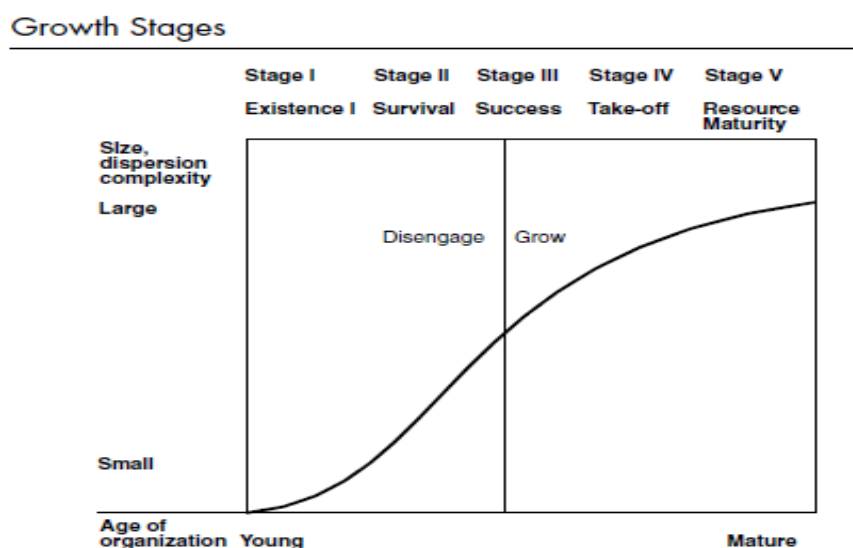 Growth Stages
Stage I Stage II Stage III Stage IV Stage V
Existence I Survival Success Take-off Resource
Maturity
SIze,
dispersion
complexity
Large
Disengage Grow
Small
Age of
organization Young Mature